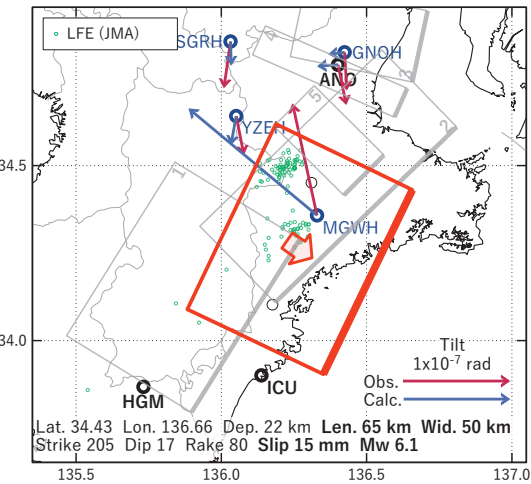 LFE (JMA)
SGRH
GNOH
ANO
4
3
5
2
YZEH
1
34.5
MGWH
34.0
Tilt
1x10-7 rad
Obs.
Calc.
HGM
ICU
Lat. 34.43 Lon. 136.66 Dep. 22 km Len. 65 km Wid. 50 km
Strike 205 Dip 17 Rake 80 Slip 15 mm Mw 6.1
135.5 136.0 136.5 137.0